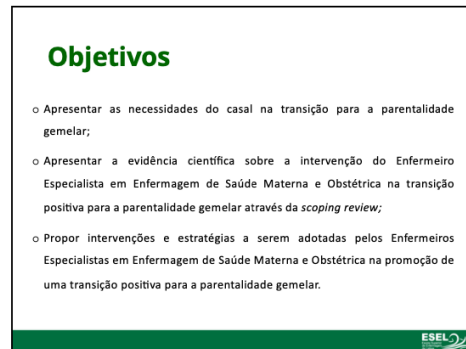 Objetivos
o Apresentar as necessidades do casal na transição para a parentalidade
gemelar;
o Apresentar a evidência científica sobre a intervenção do Enfermeiro
Especialista em Enfermagem de Saúde Materna e Obstétrica na transição
positiva para a parentalidade gemelar através da scoping review;
o Propor intervenções e estratégias a serem adotadas pelos Enfermeiros
Especialistas em Enfermagem de Saúde Materna e Obstétrica na promoção de
uma transição positiva para a parentalidade gemelar.
ESEL